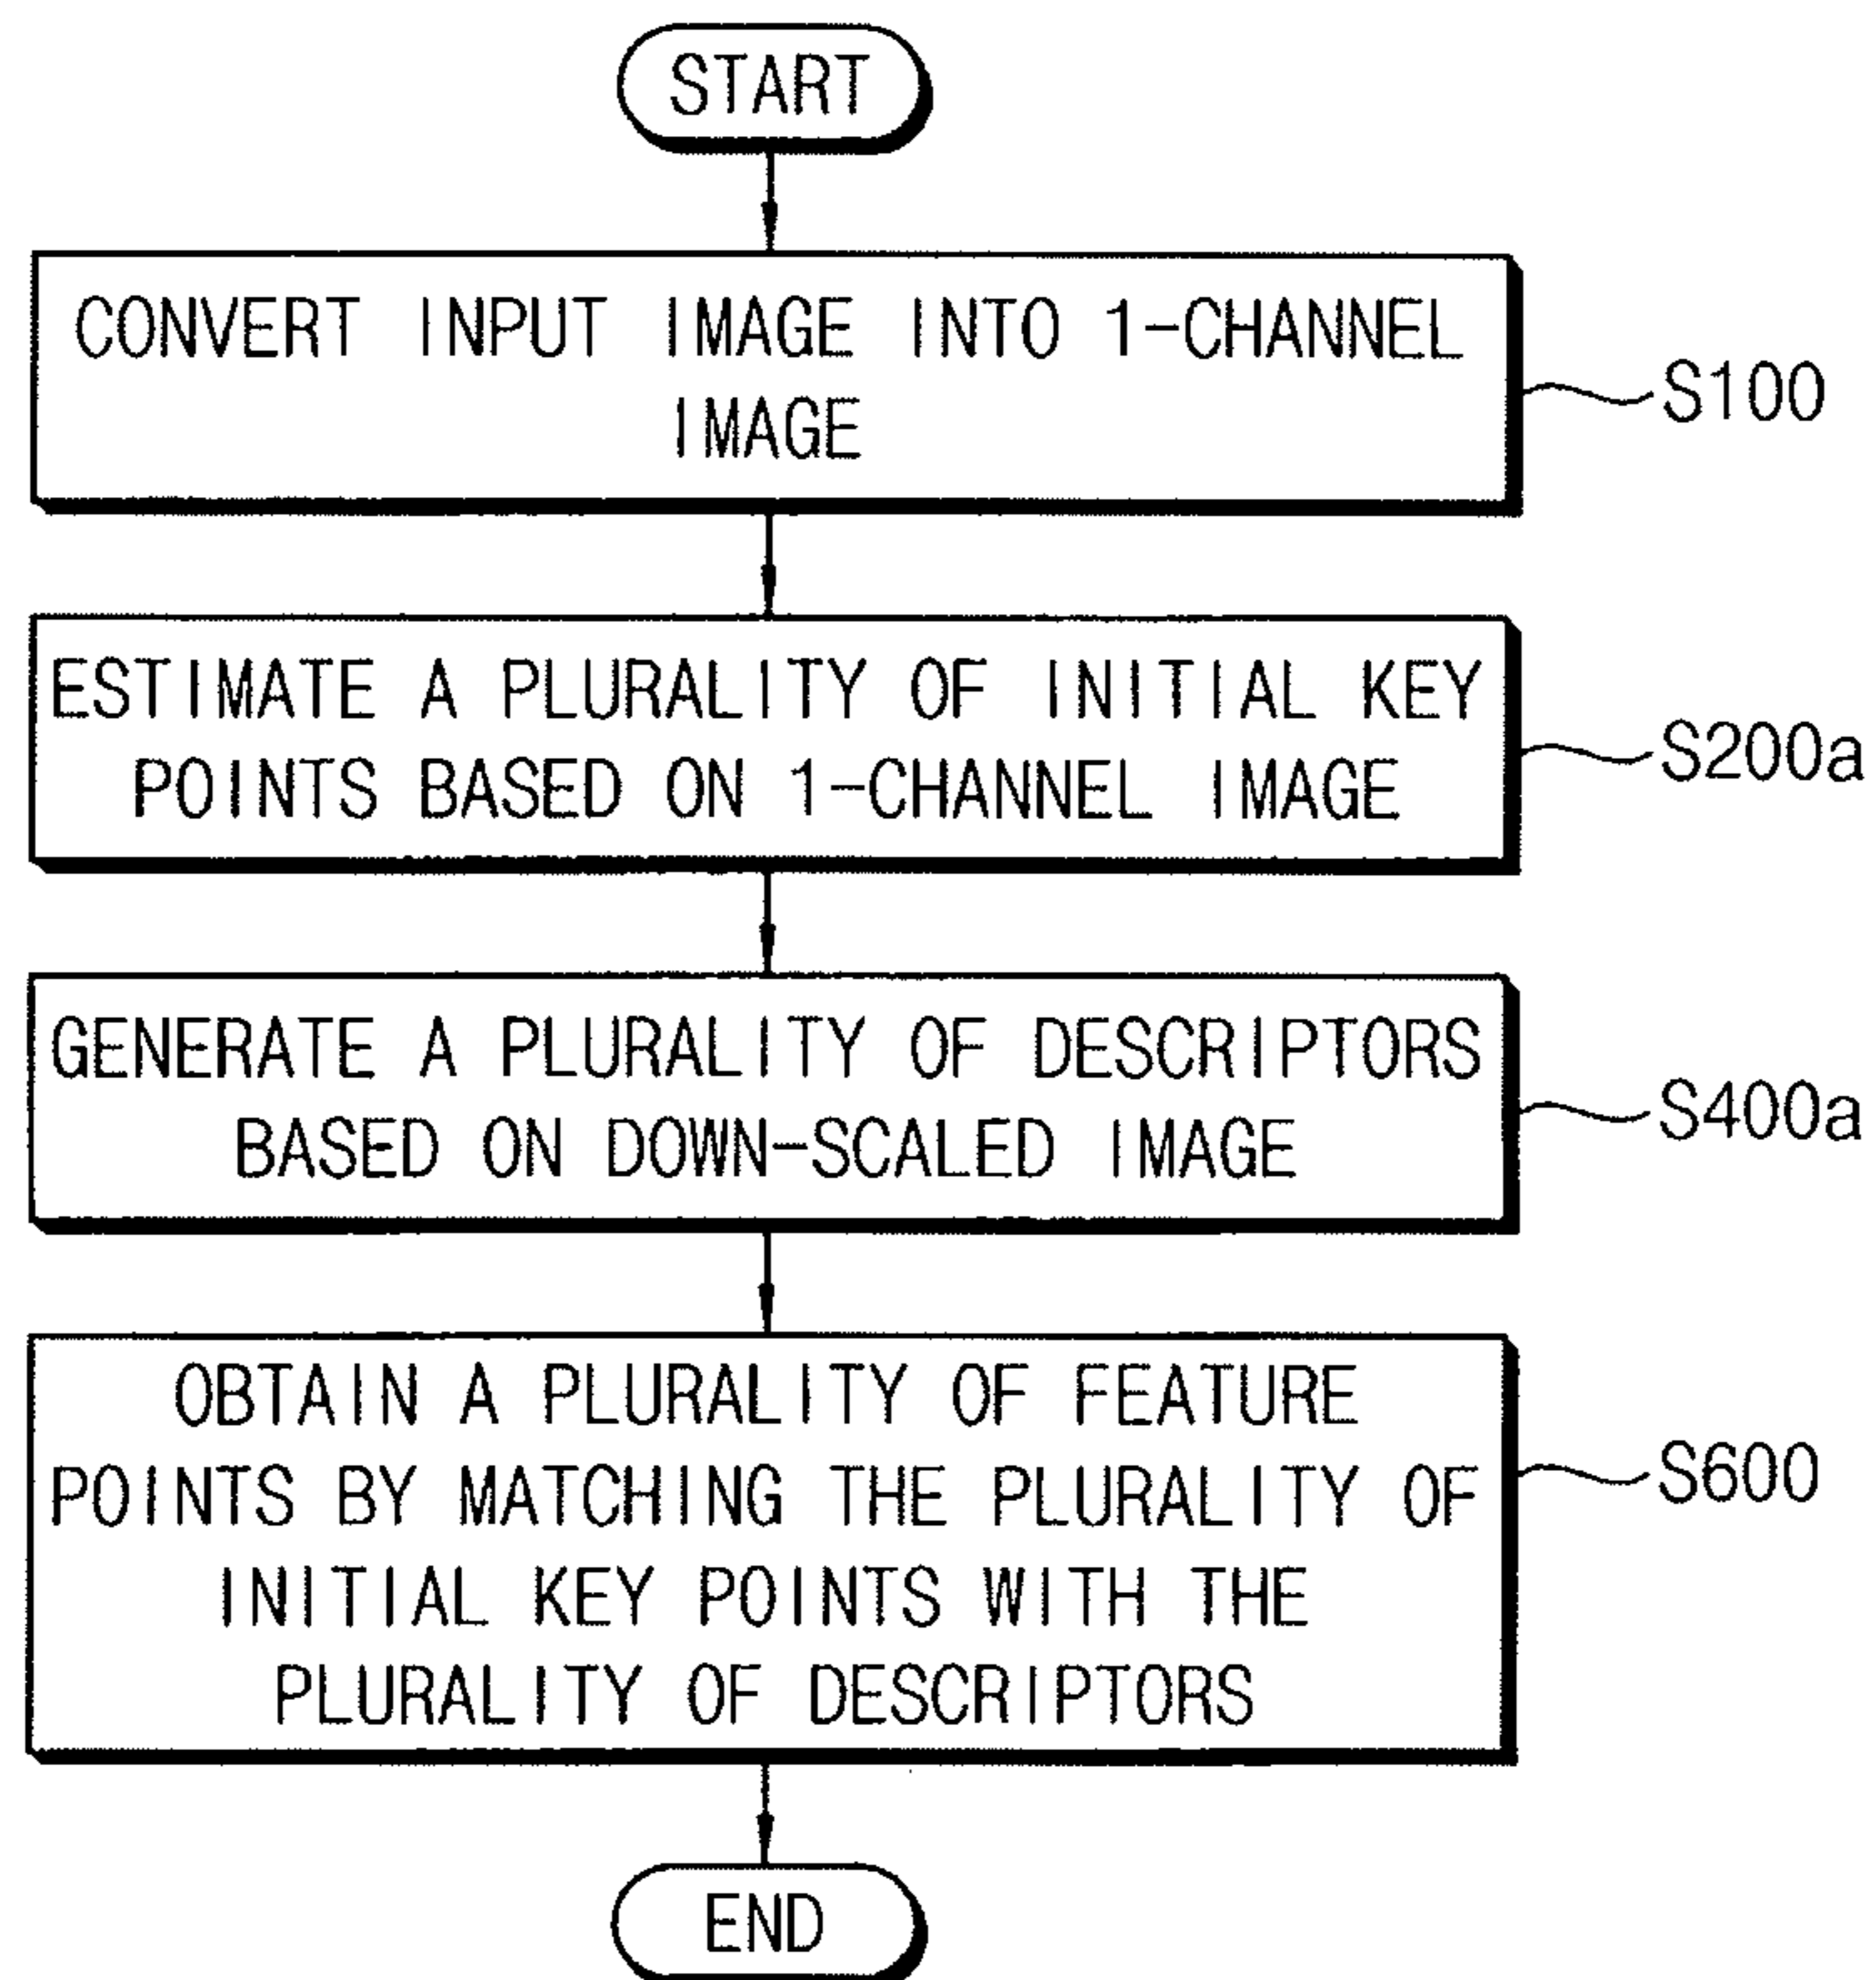 START
CONVERT INPUT IMAGE INTO 1-CHANNEL
IMAGE
S100
ESTIMATE A PLURALITY OF INITIAL KEY
POINTS BASED ON 1-CHANNEL IMAGE
S200a
GENERATE A PLURALITY OF DESCRIPTORS
BASED ON DOWN-SCALED IMAGE
S400a
OBTAIN A PLURALITY OF FEATURE
POINTS BY MATCHING THE PLURALITY OF
INITIAL KEY POINTS WITH THE
PLURALITY OF DESCRIPTORS
S600
END